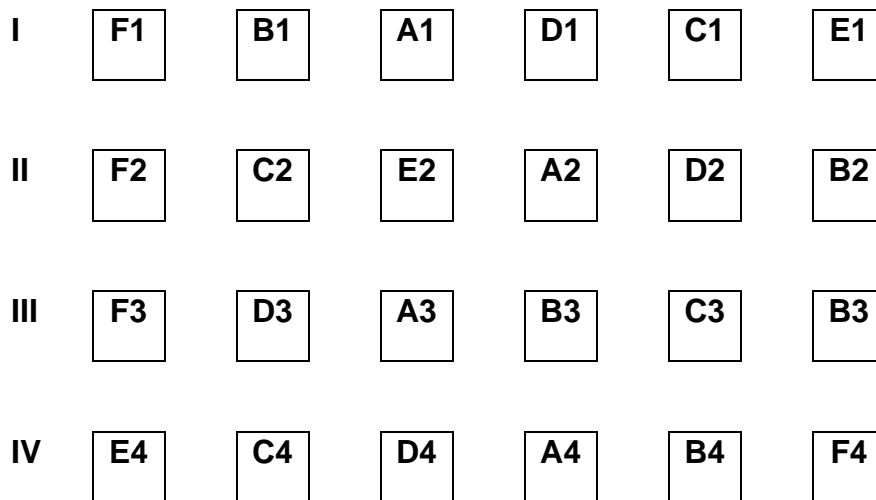 I F1 B1 A1 D1 C1 E1
II F2 C2 E2 A2 D2 B2
III F3 D3 A3 B3 C3 B3
IV E4 C4 D4 A4 B4 F4